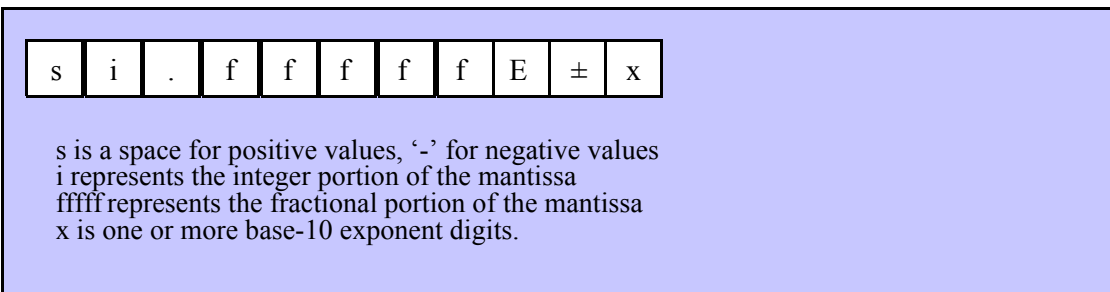 s i . f f f f f E ± x
s is a space for positive values, ‘-’ for negative values
i represents the integer portion of the mantissa
fffff represents the fractional portion of the mantissa
x is one or more base-10 exponent digits.